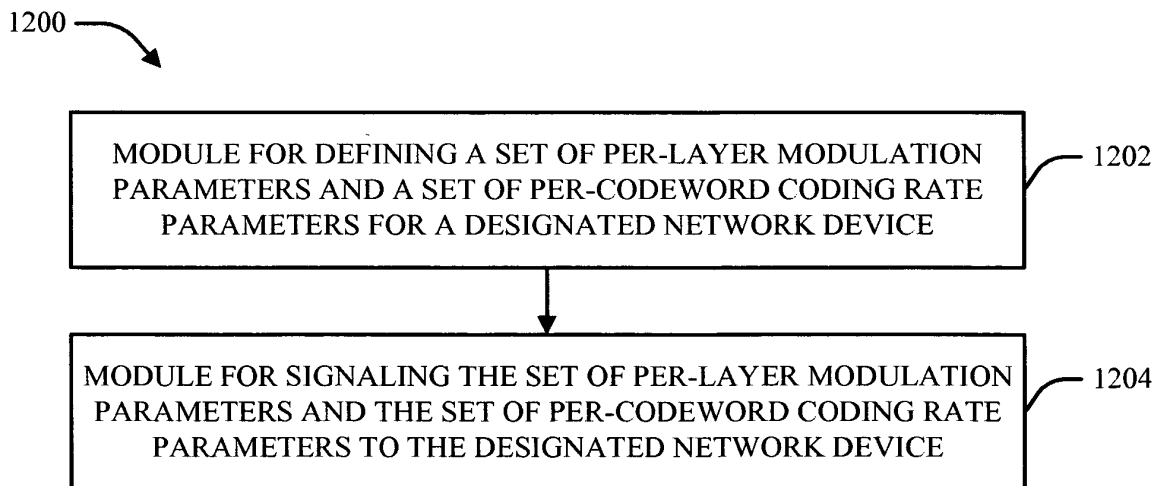 1200
MODULE FOR DEFINING A SET OF PER-LAYER MODULATION
PARAMETERS AND A SET OF PER-CODEWORD CODING RATE
PARAMETERS FOR A DESIGNATED NETWORK DEVICE
1202
MODULE FOR SIGNALING THE SET OF PER-LAYER MODULATION
PARAMETERS AND THE SET OF PER-CODEWORD CODING RATE
PARAMETERS TO THE DESIGNATED NETWORK DEVICE
1204